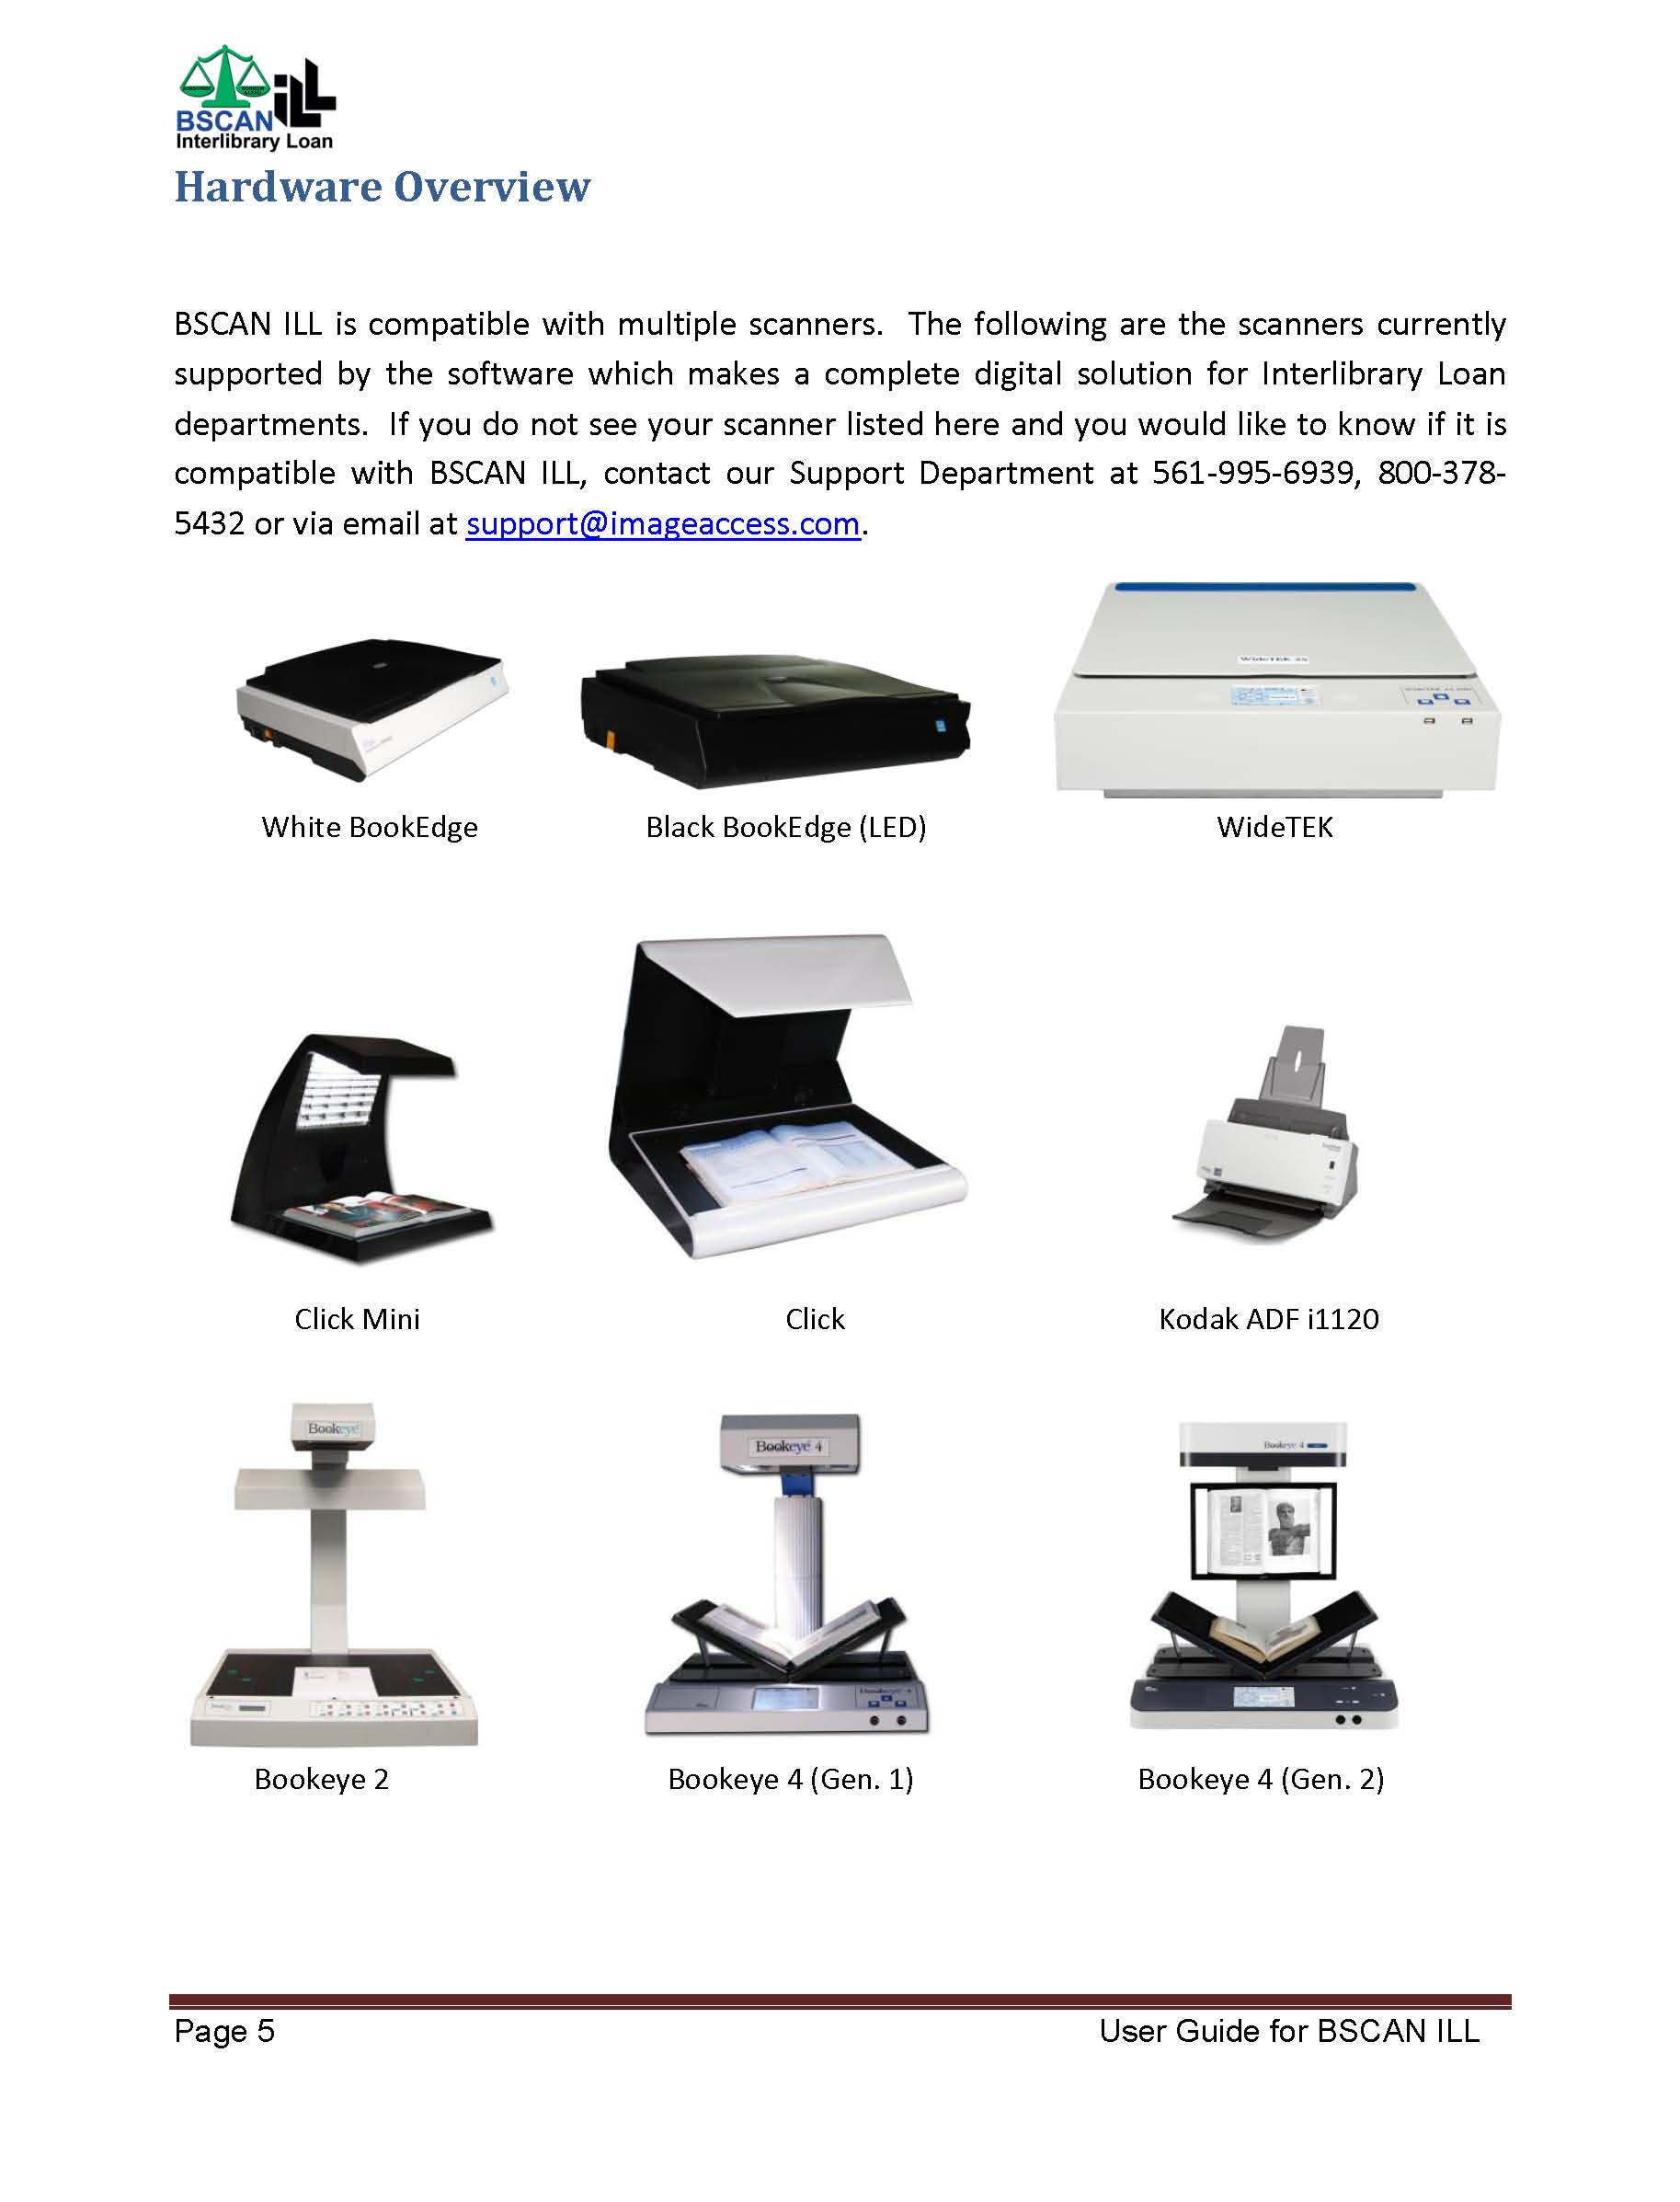 BSCAN ILL
Interlibrary Loan
Hardware Overview
BSCAN ILL is compatible with multiple scanners.  The following are the scanners currently
supported by the software which makes a complete digital solution for Interlibrary Loan
departments.  If you do not see your scanner listed here and you would like to know if it is
compatible with BSCAN ILL, contact our Support Department at 561-995-6939, 800-378-
5432 or via email at support@imageaccess.com.
WideTEK 25
White BookEdge
Black BookEdge (LED)
WideTEK
Click Mini
Click
Kodak ADF i1120
Bookeye
Bookeye 4
Bookeye 4
Bookeye 4
Bookeye 2
Bookeye 4 (Gen. 1)
Bookeye 4 (Gen. 2)
Page 5
User Guide for BSCAN ILL